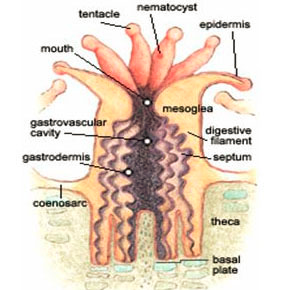 nematocyst
tentacle
epidermis
mouth
mesoglea
gastrovascular
cavity
digestive
filament
gastrodermis
septum
coenosarc
theca
basal
plate